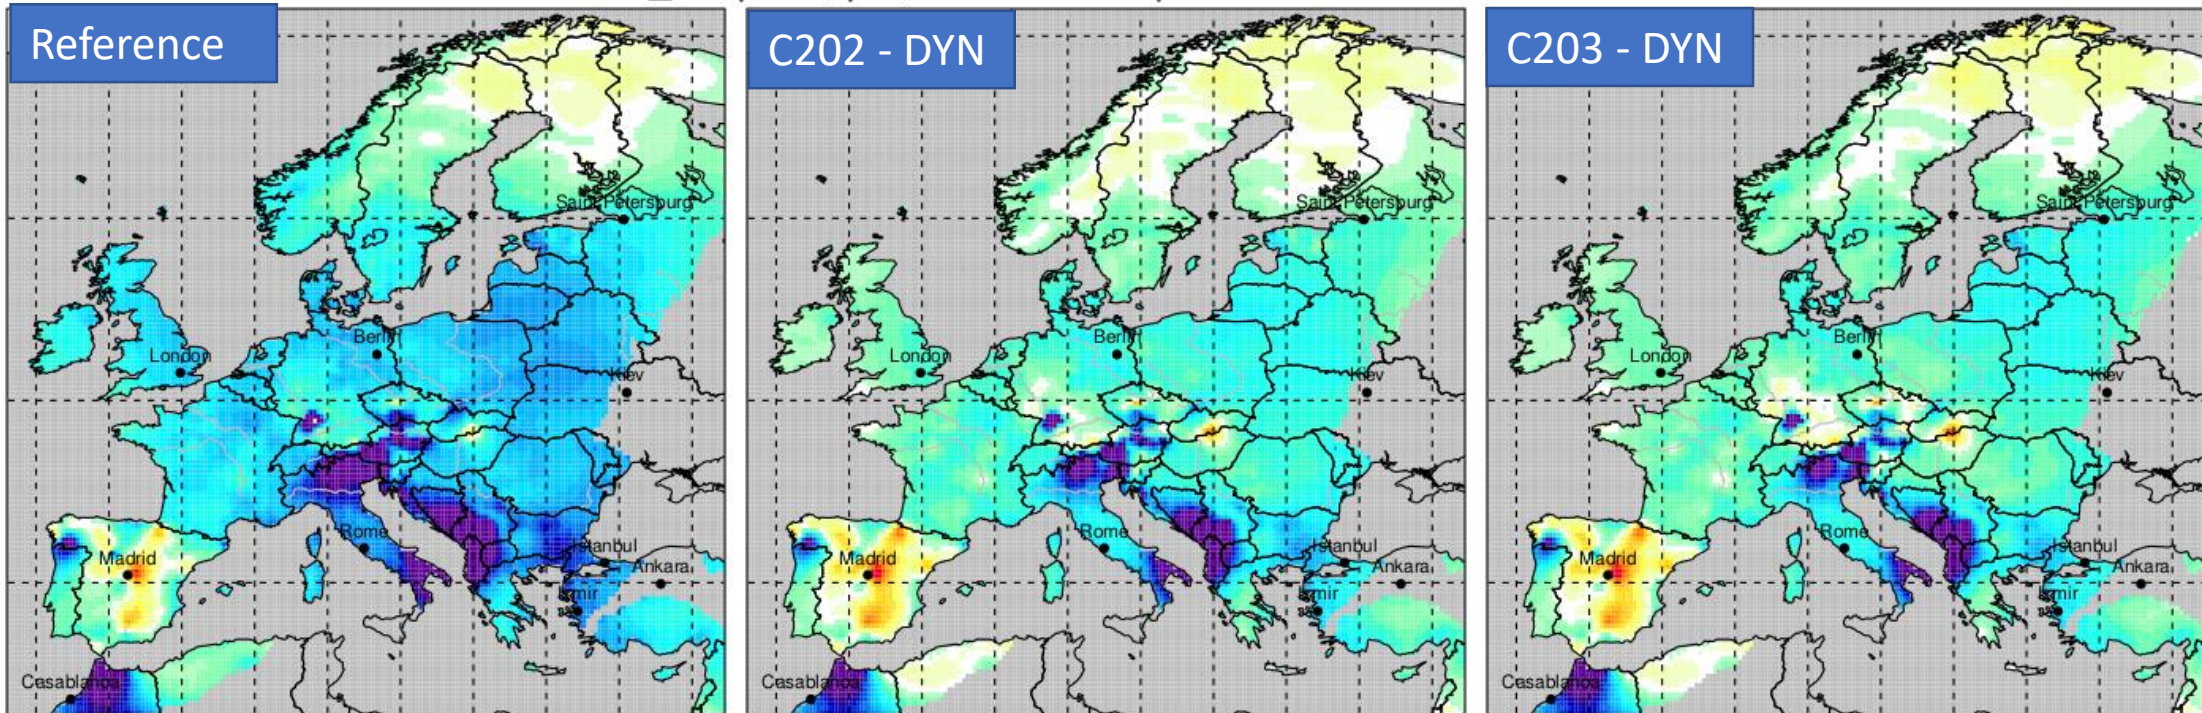 Reference
C202 - DYN
C203 - DYN
Saint Petersburg
Berlin
London
Kiev
Rome
Madrid
Istanbul
Ankara
Izmir
Casablanca
Saint Petersburg
Berlin
London
Kiev
Rome
Madrid
Istanbul
Ankara
Izmir
Casablanca
Saint Petersburg
Berlin
London
Kiev
Rome
Madrid
Istanbul
Ankara
Izmir
Casablanca